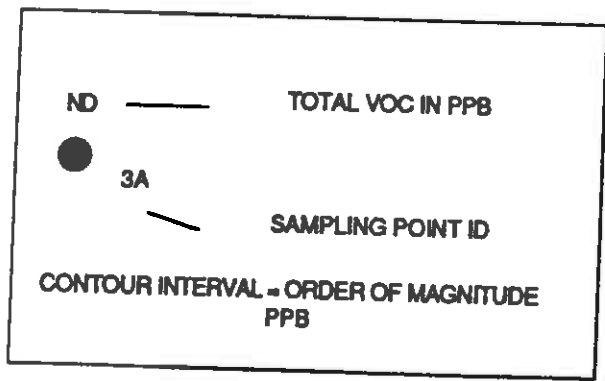 ND TOTAL VOC IN PPB
3A
SAMPLING POINT ID
CONTOUR INTERVAL = ORDER OF MAGNITUDE
PPB